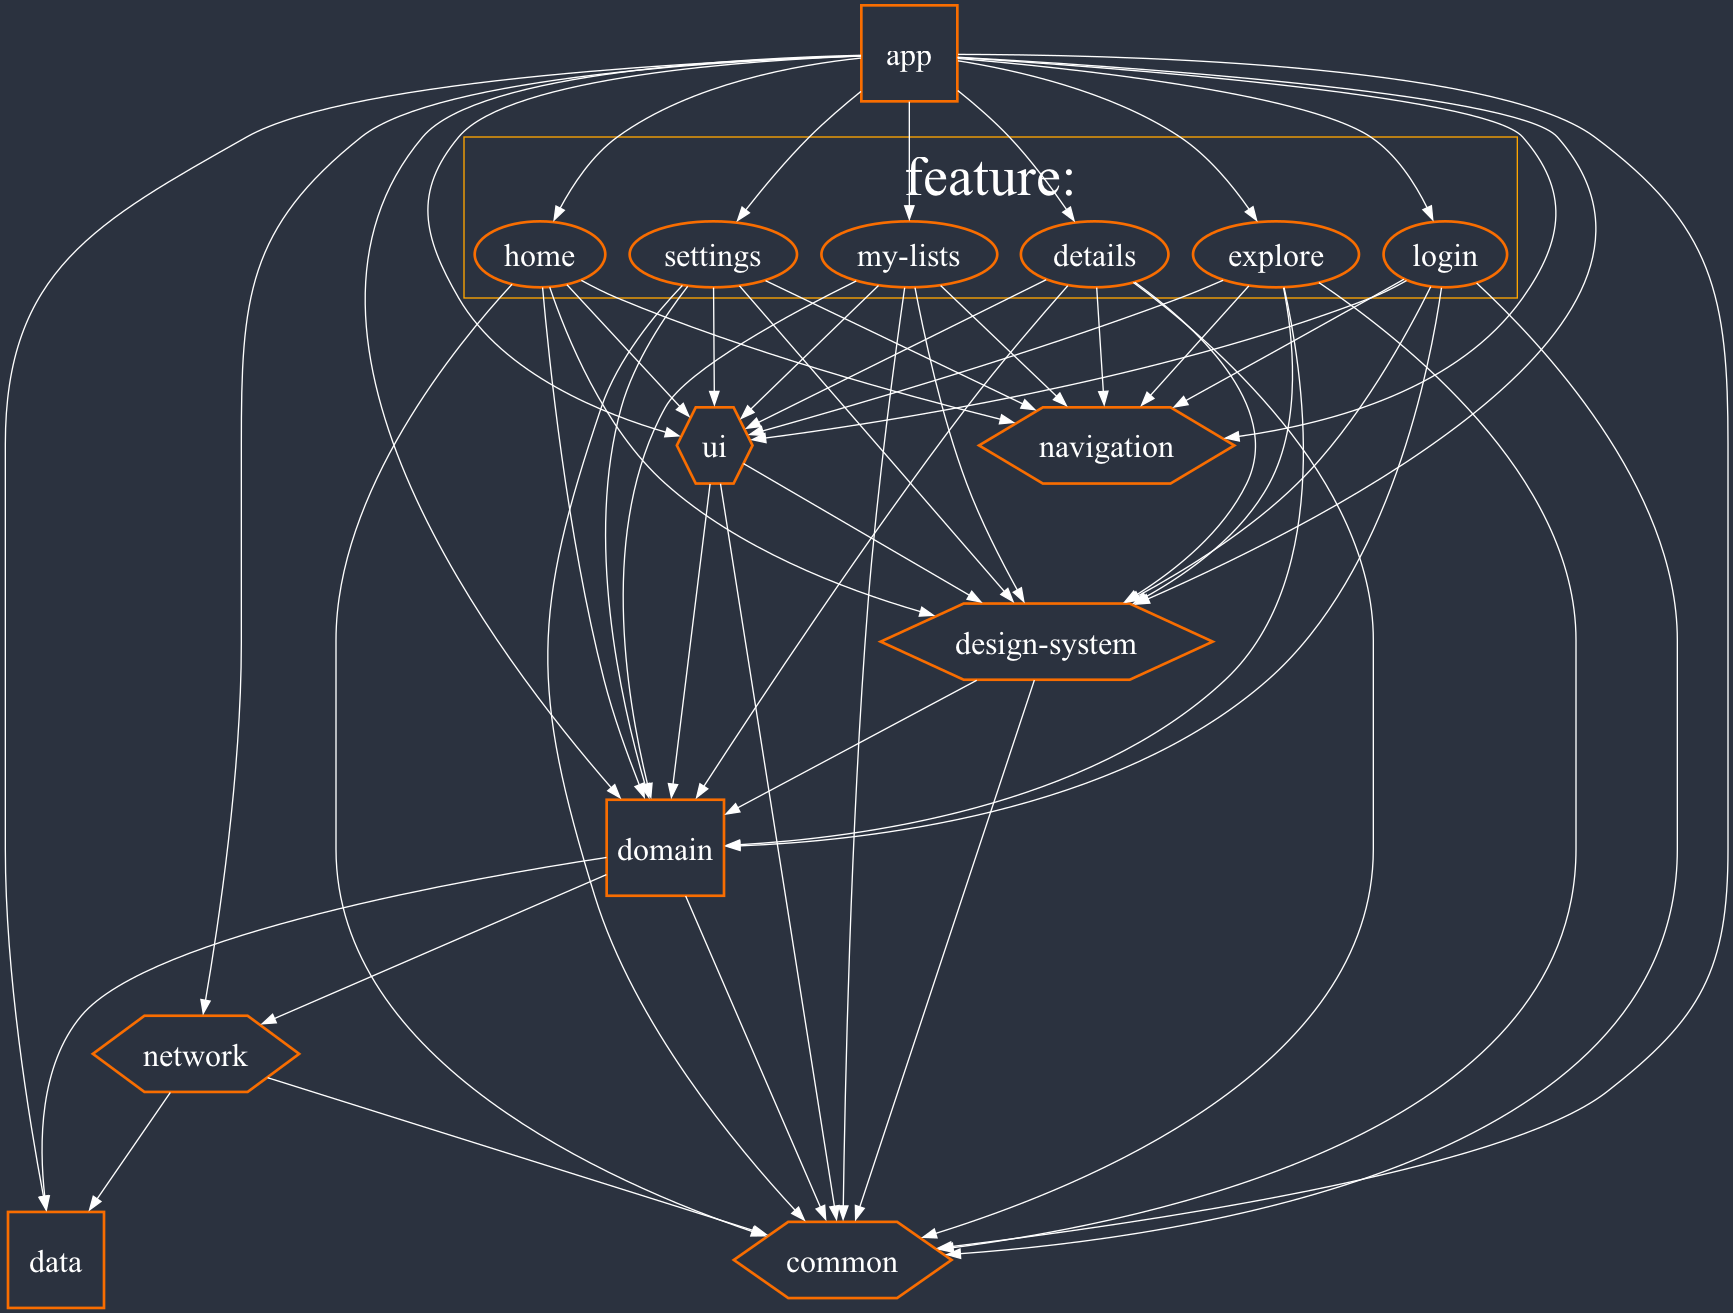 app
feature:
home
settings
my-lists
details
explore
login
ui
navigation
design-system
domain
network
data
common